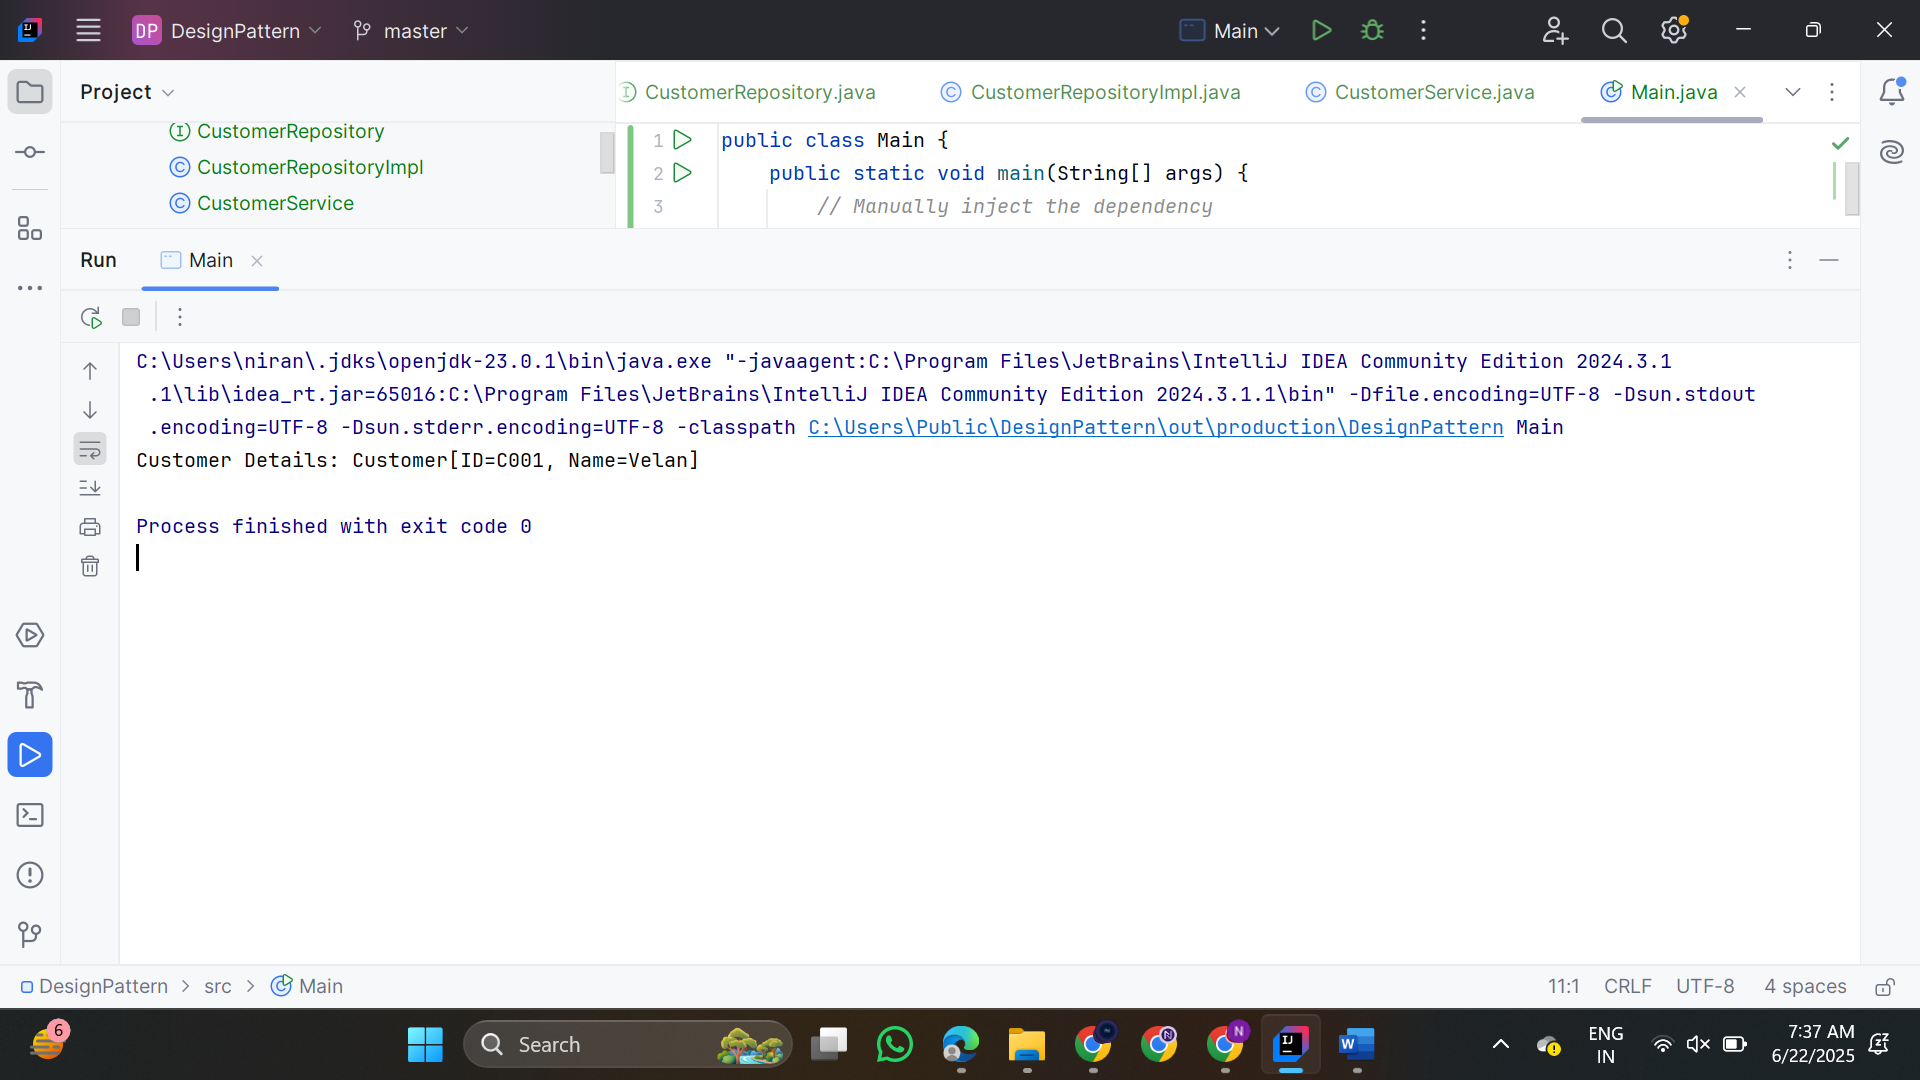 DP DesignPattern master Main
Project
CustomerRepository.java CustomerRepositoryImpl.java CustomerService.java Main.java
CustomerRepository
CustomerRepositoryImpl
CustomerService
1 public class Main {
2 public static void main(String[] args) {
3 // Manually inject the dependency
Run Main
C:\Users\niran\.jdks\openjdk-23.0.1\bin\java.exe "-javaagent:C:\Program Files\JetBrains\IntelliJ IDEA Community Edition 2024.3.1
.1\lib\idea_rt.jar=65016:C:\Program Files\JetBrains\IntelliJ IDEA Community Edition 2024.3.1.1\bin" -Dfile.encoding=UTF-8 -Dsun.stdout
.encoding=UTF-8 -Dsun.stderr.encoding=UTF-8 -classpath C:\Users\Public\DesignPattern\out\production\DesignPattern Main
Customer Details: Customer[ID=C001, Name=Velan]
Process finished with exit code 0
DesignPattern > src > Main 11:1 CRLF UTF-8 4 spaces
6 Search ENG 7:37 AM
IN 6/22/2025